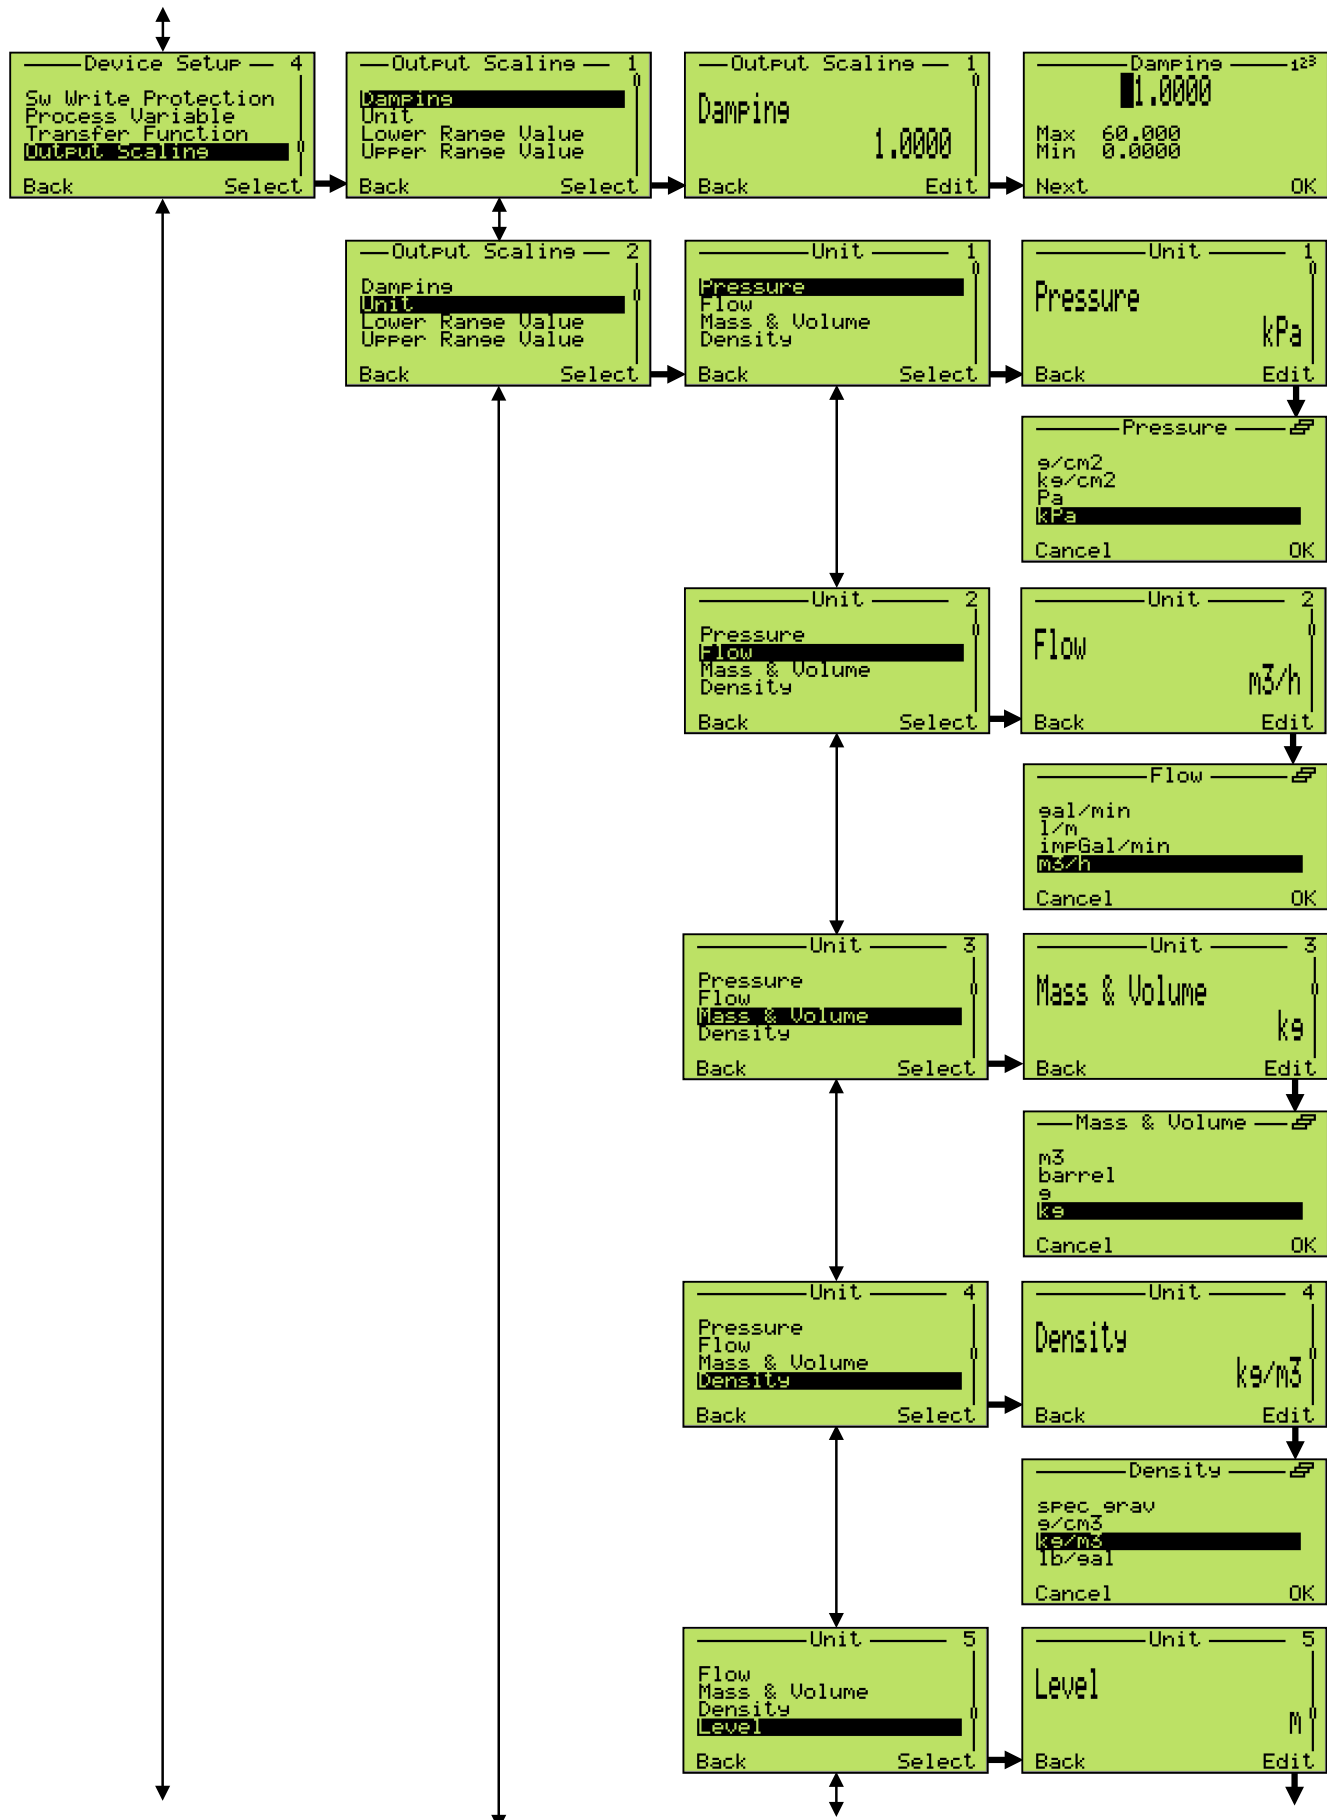 Device Setup 4
Sw Write Protection
Process Variable
Transfer Function
Output Scaling
Back Select
Output Scaling 1
Damping
Unit
Lower Range Value
Upper Range Value
Back Select
Output Scaling 1
Damping
1.0000
Back Edit
Damping 123
1.0000
Max 60.000
Min 0.0000
Next OK
Output Scaling 2
Damping
Unit
Lower Range Value
Upper Range Value
Back Select
Unit 1
Pressure
Flow
Mass & Volume
Density
Back Select
Unit 1
Pressure
kPa
Back Edit
Pressure
g/cm2
kg/cm2
Pa
kPa
Cancel OK
Unit 2
Pressure
Flow
Mass & Volume
Density
Back Select
Unit 2
Flow
m3/h
Back Edit
Flow
gal/min
l/m
impGal/min
m3/h
Cancel OK
Unit 3
Pressure
Flow
Mass & Volume
Density
Back Select
Unit 3
Mass & Volume
kg
Back Edit
Mass & Volume
m3
barrel
g
kg
Cancel OK
Unit 4
Pressure
Flow
Mass & Volume
Density
Back Select
Unit 4
Density
kg/m3
Back Edit
Density
spec grav
g/cm3
kg/m3
lb/gal
Cancel OK
Unit 5
Flow
Mass & Volume
Density
Level
Back Select
Unit 5
Level
m
Back Edit